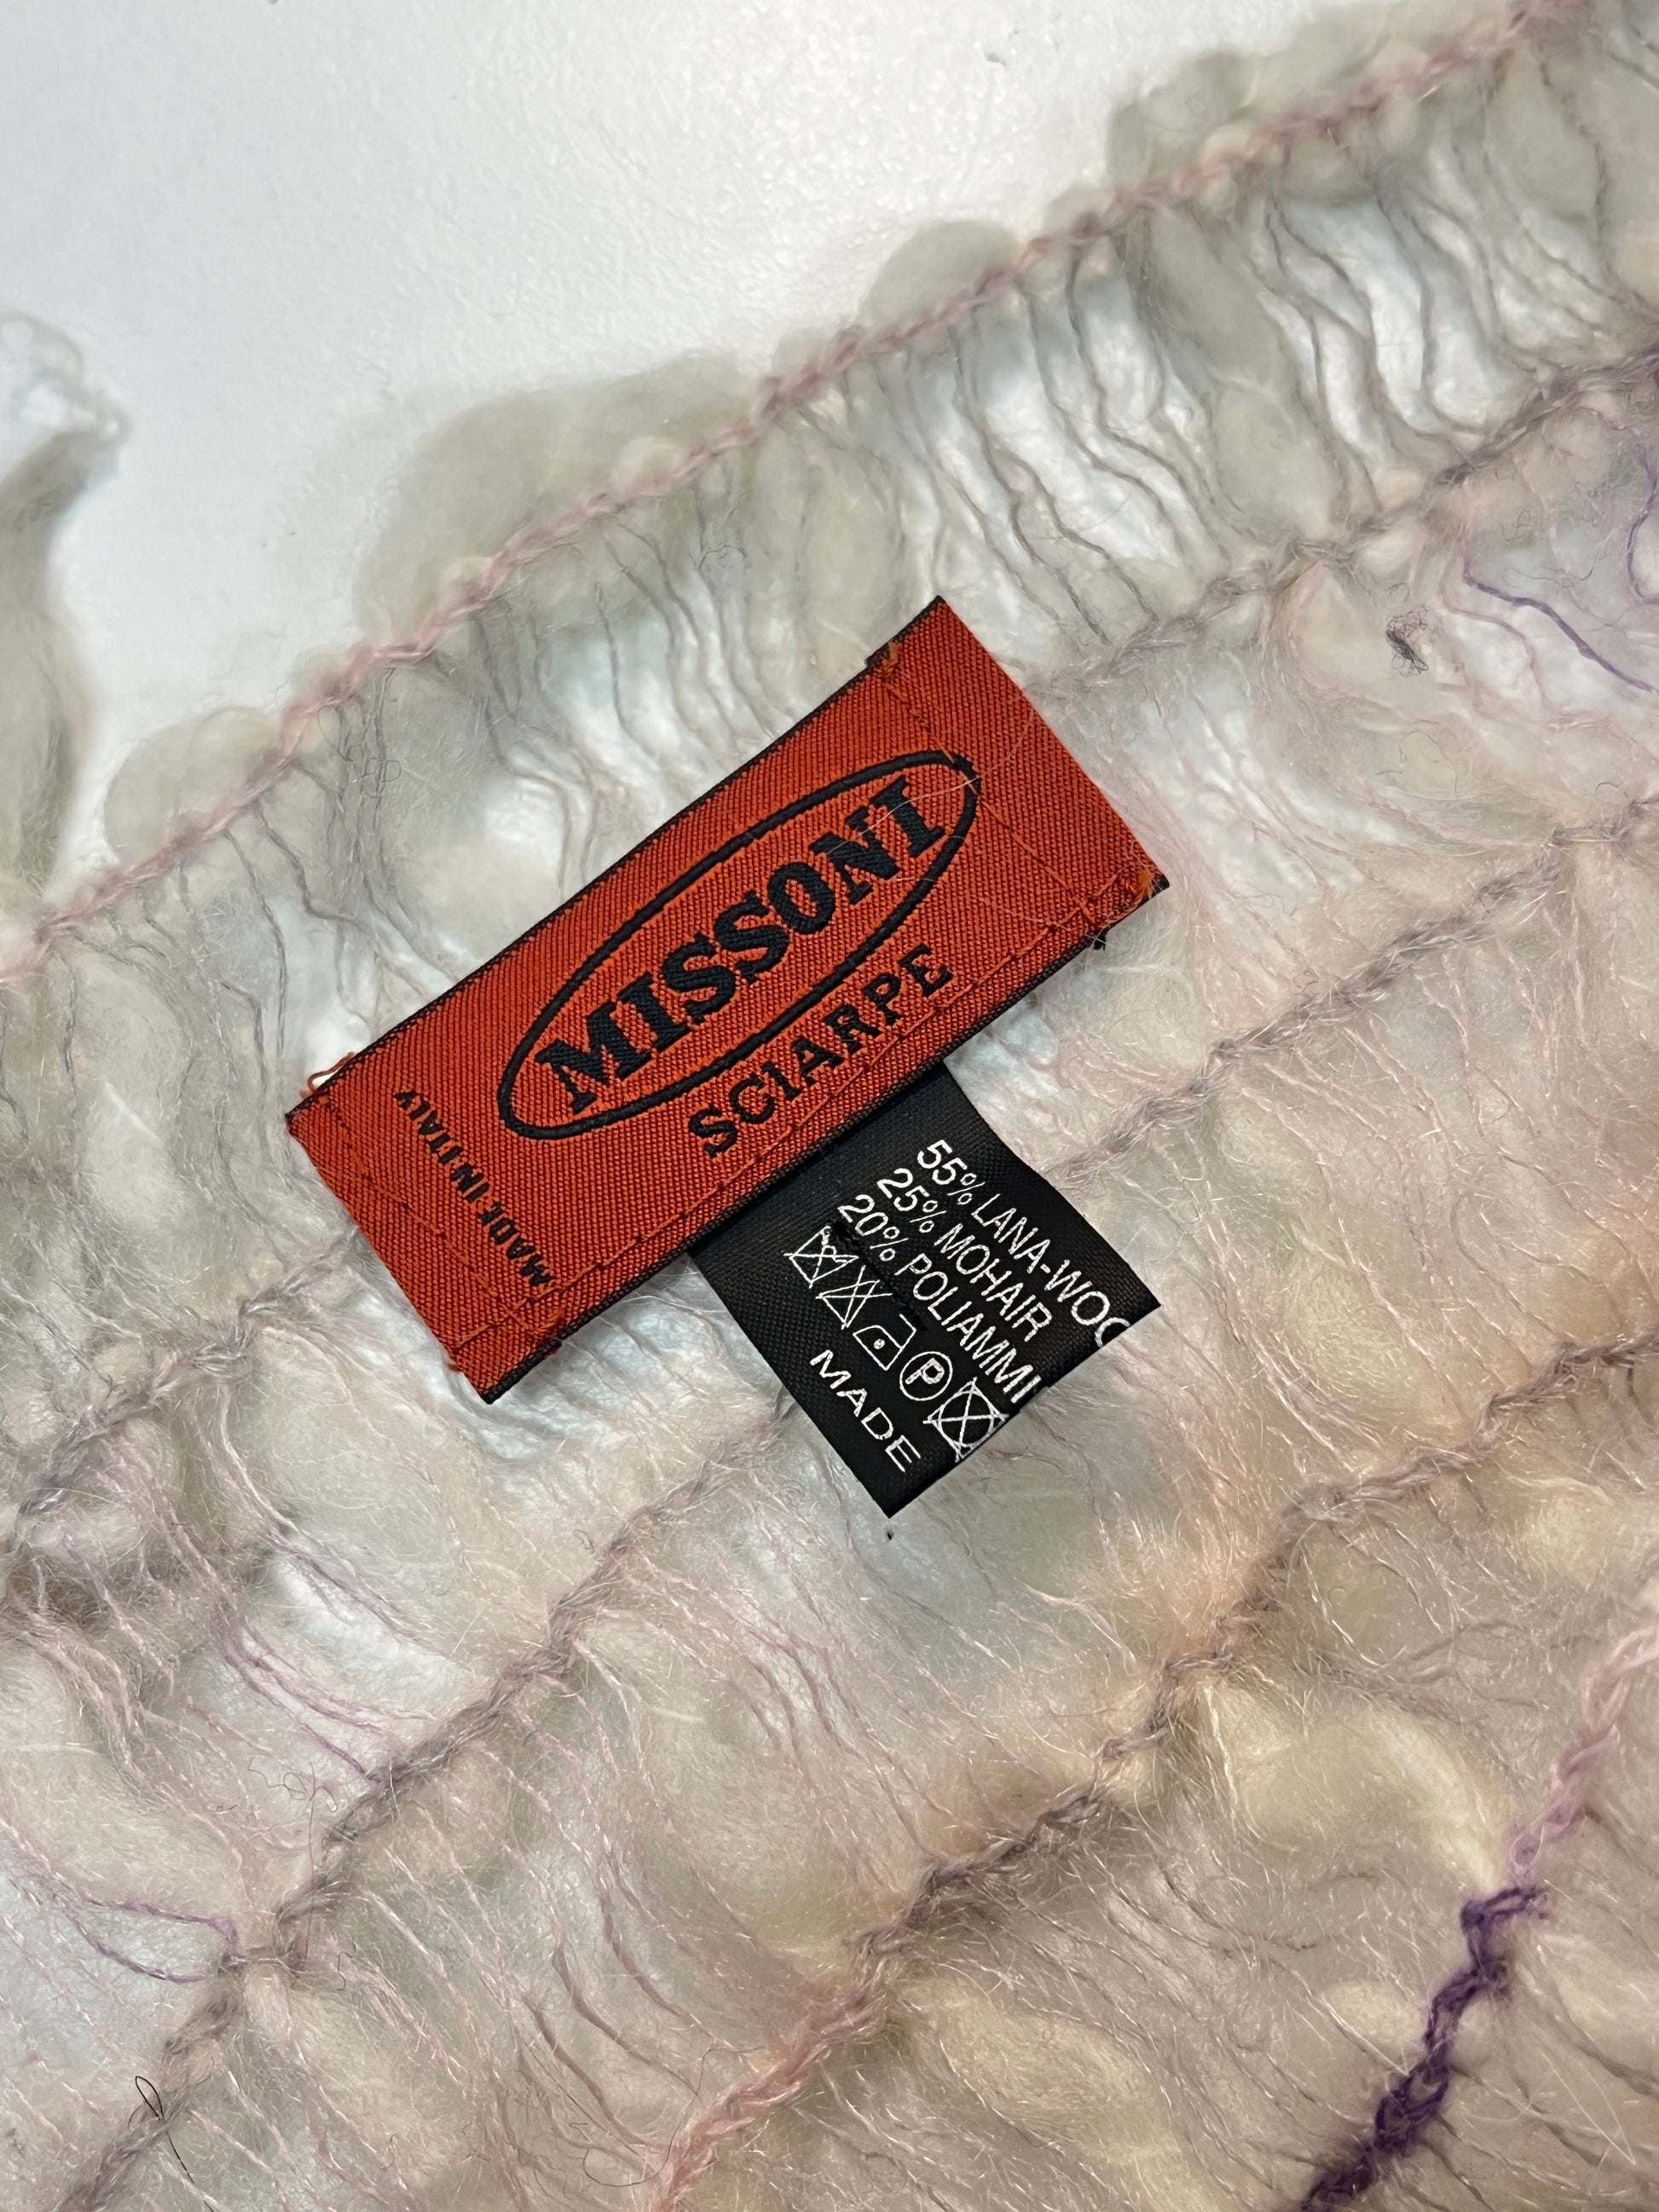 MISSONI
SCIARPE
MADE IN ITALY
55% LANA-WOO
25% MOHAIR
20% POLIAMMI
P
MADE